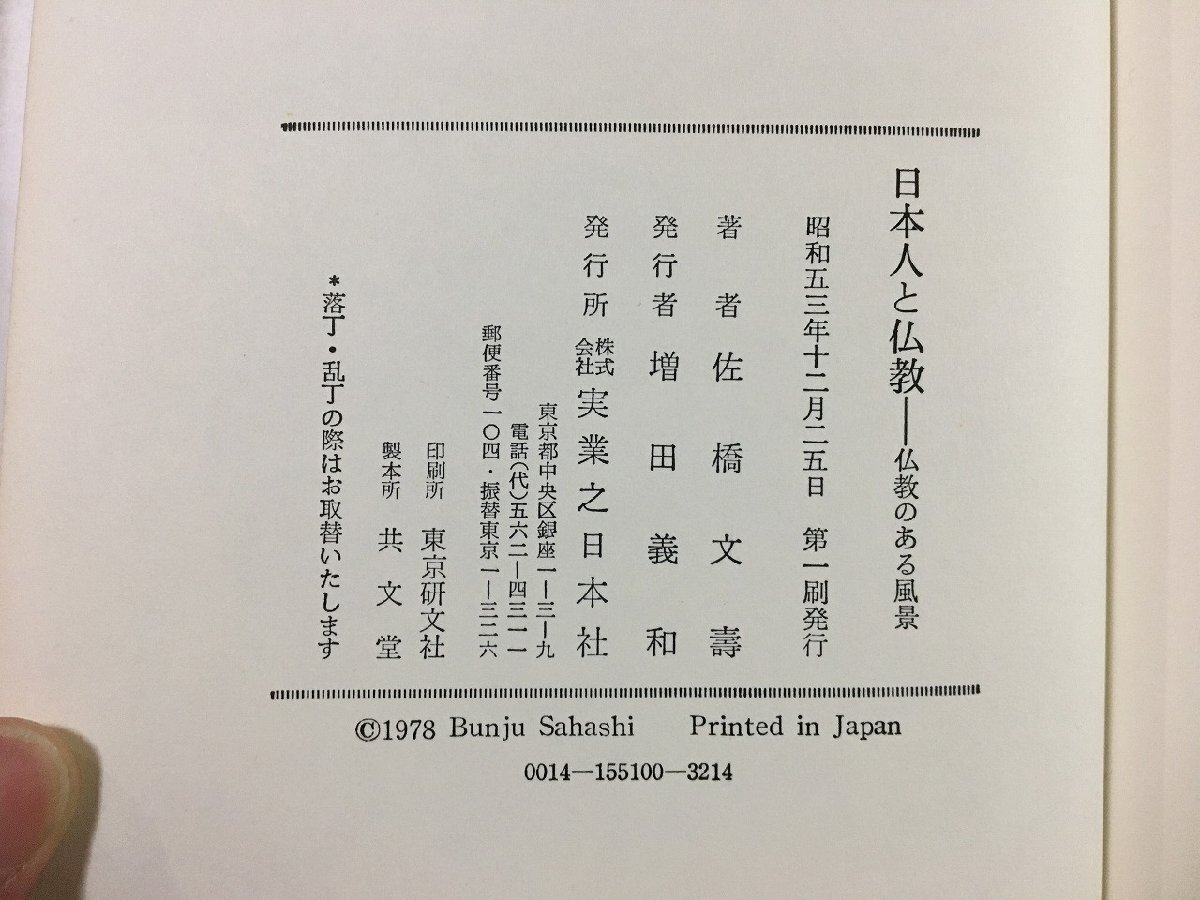 日本人と仏教──仏教のある風景
昭和五三年十二月二五日 第一刷発行
著者 佐橋文壽
発行者 増田義和
発行所 株式会社 実業之日本社
東京都中央区銀座一ー三ー九
電話(代)五六二―四三一一
郵便番号一〇四・振替東京一―三二六
印刷所 東京研文社
製本所 共文堂
*落丁・乱丁の際はお取替いたします
©1978 Bunju Sahashi Printed in Japan
0014―155100―3214